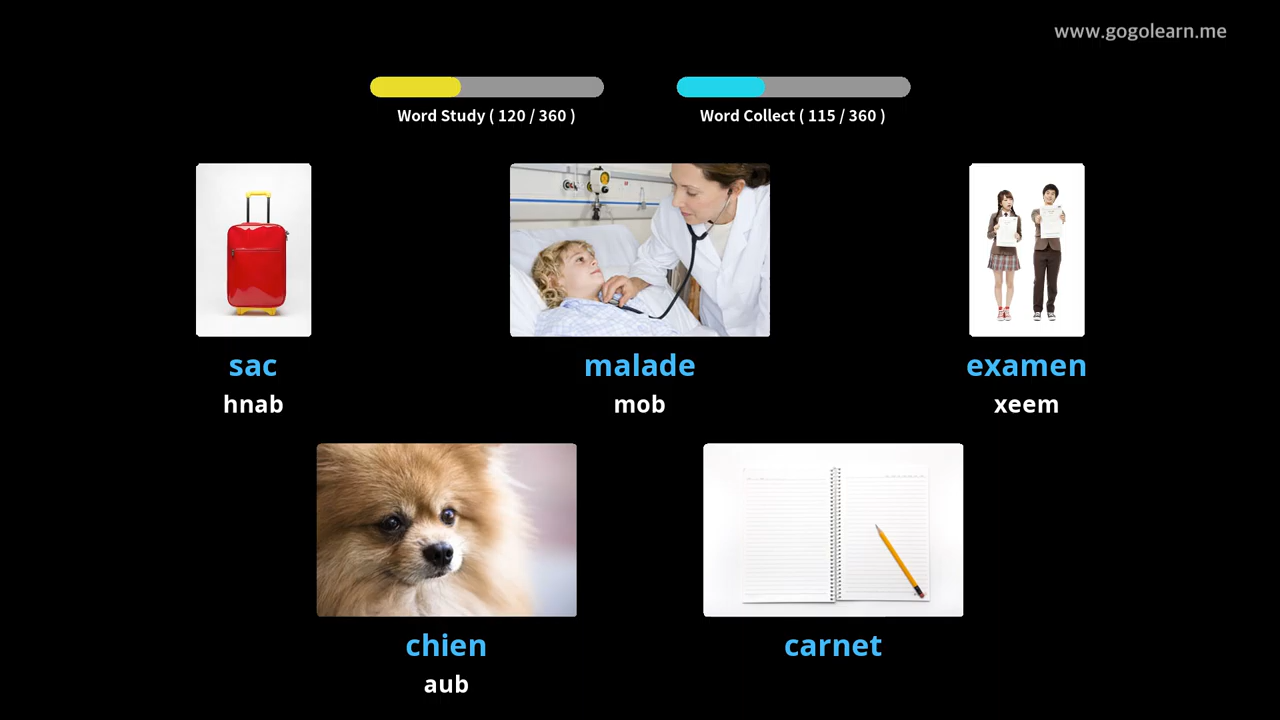 www.gogolearn.me
Word Study ( 120 / 360 )
Word Collect ( 115 / 360 )
sac
hnab
malade
mob
examen
xeem
chien
aub
carnet